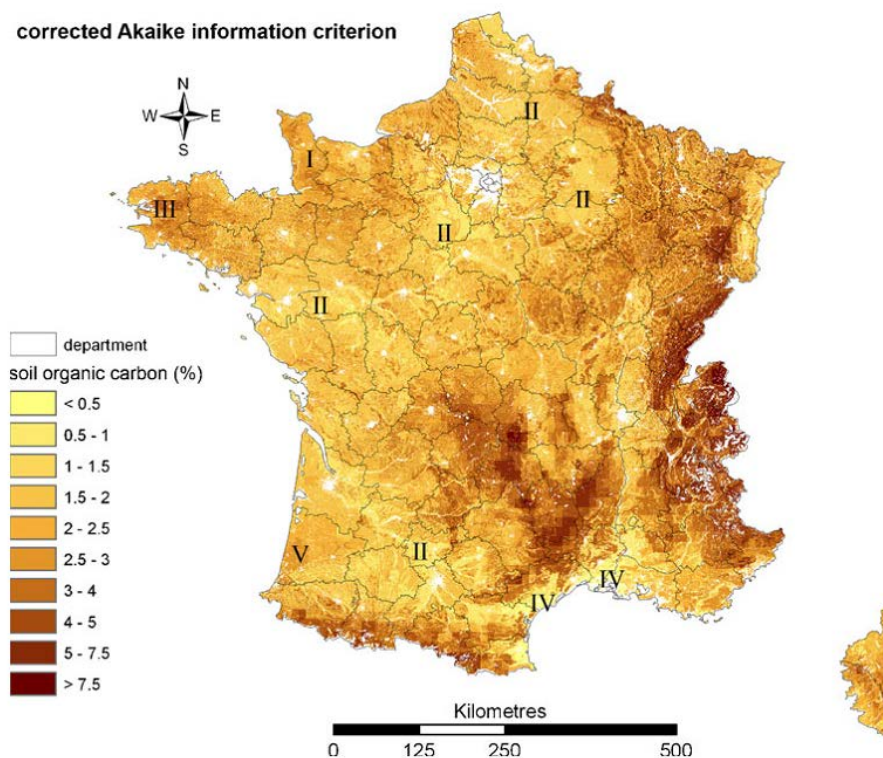 corrected Akaike information criterion
N
W E
S
I
II
II
III
II
II
II
V
IV
IV
department
soil organic carbon (%)
< 0.5
0.5 - 1
1 - 1.5
1.5 - 2
2 - 2.5
2.5 - 3
3 - 4
4 - 5
5 - 7.5
> 7.5
Kilometres
0 125 250 500